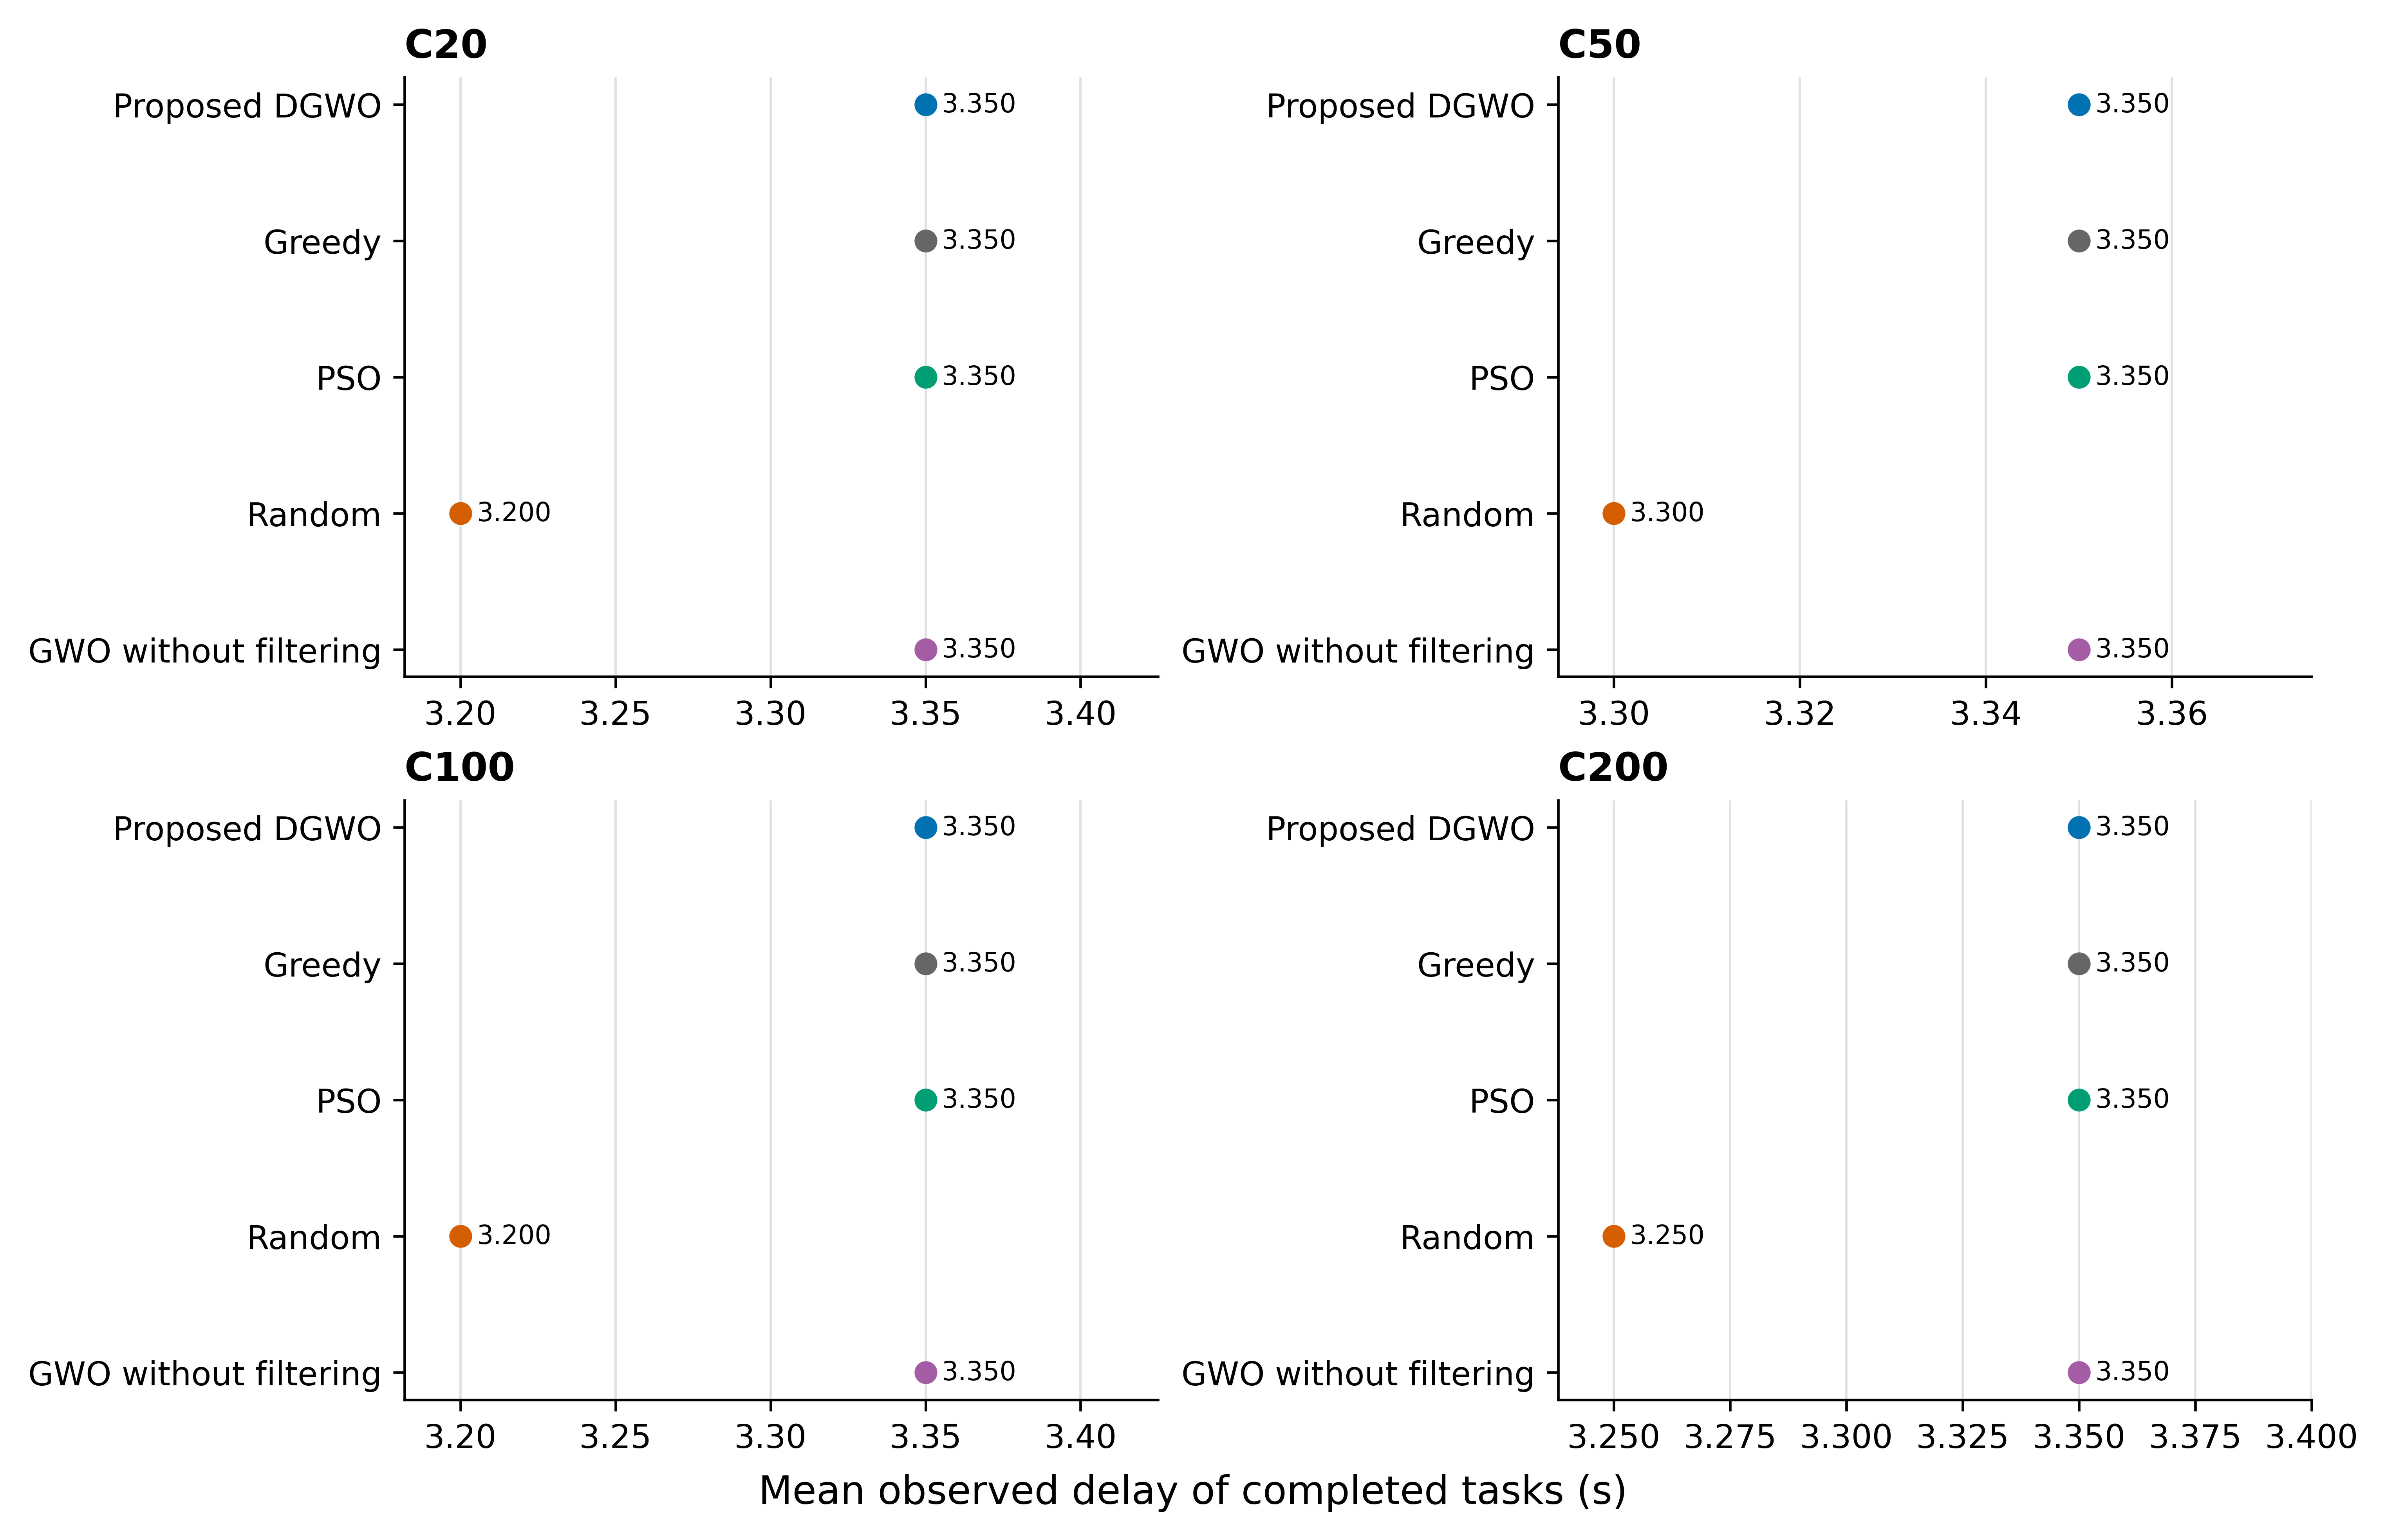 C20
Proposed DGWO
3.350
Greedy
3.350
PSO
3.350
Random
3.200
GWO without filtering
3.350
3.20 3.25 3.30 3.35 3.40
C50
Proposed DGWO
3.350
Greedy
3.350
PSO
3.350
Random
3.300
GWO without filtering
3.350
3.30 3.32 3.34 3.36
C100
Proposed DGWO
3.350
Greedy
3.350
PSO
3.350
Random
3.200
GWO without filtering
3.350
3.20 3.25 3.30 3.35 3.40
C200
Proposed DGWO
3.350
Greedy
3.350
PSO
3.350
Random
3.250
GWO without filtering
3.350
3.250 3.275 3.300 3.325 3.350 3.375 3.400
Mean observed delay of completed tasks (s)